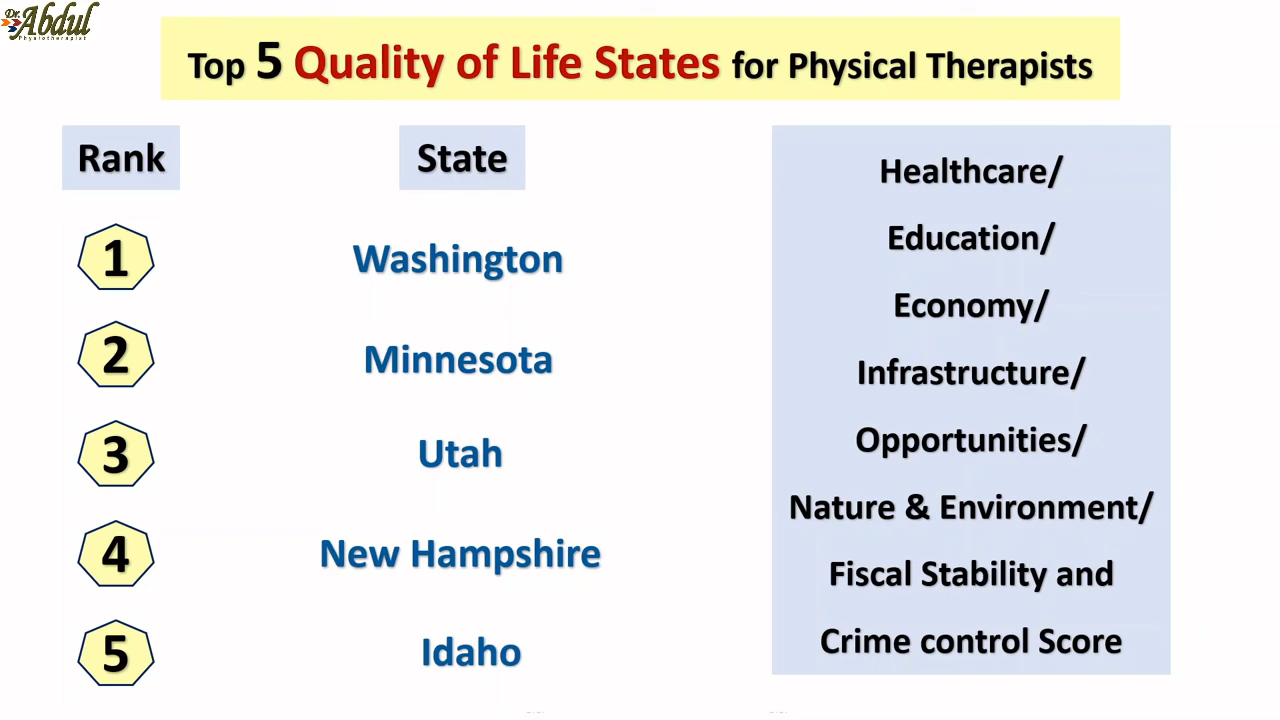 Dr. Abdul
Physiotherapist
Top 5 Quality of Life States for Physical Therapists
Rank
State
1
Washington
2
Minnesota
3
Utah
4
New Hampshire
5
Idaho
Healthcare/
Education/
Economy/
Infrastructure/
Opportunities/
Nature & Environment/
Fiscal Stability and
Crime control Score